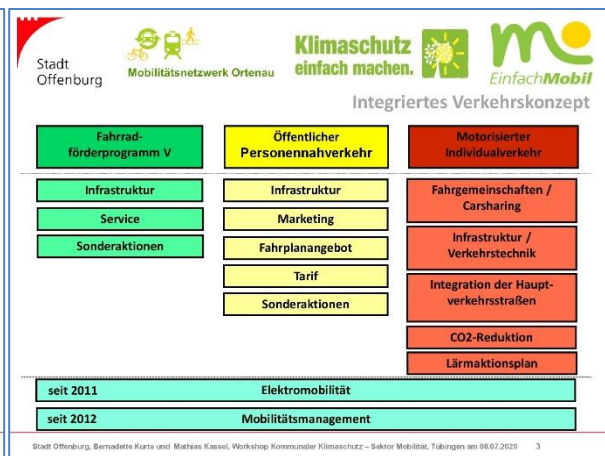 Stadt
Offenburg
Mobilitätsnetzwerk Ortenau
Klimaschutz
einfach machen.
EinfachMobil
Integriertes Verkehrskonzept
Fahrrad-
förderprogramm V
Öffentlicher
Personennahverkehr
Motorisierter
Individualverkehr
Infrastruktur
Service
Sonderaktionen
Infrastruktur
Marketing
Fahrplanangebot
Tarif
Sonderaktionen
Fahrgemeinschaften /
Carsharing
Infrastruktur /
Verkehrstechnik
Integration der Haupt-
verkehrsstraßen
CO2-Reduktion
Lärmaktionsplan
seit 2011 Elektromobilität
seit 2012 Mobilitätsmanagement
Stadt Offenburg, Bernadette Kurte und Mathias Kassel, Workshop Kommunaler Klimaschutz – Sektor Mobilität, Tübingen am 08.07.2020 3